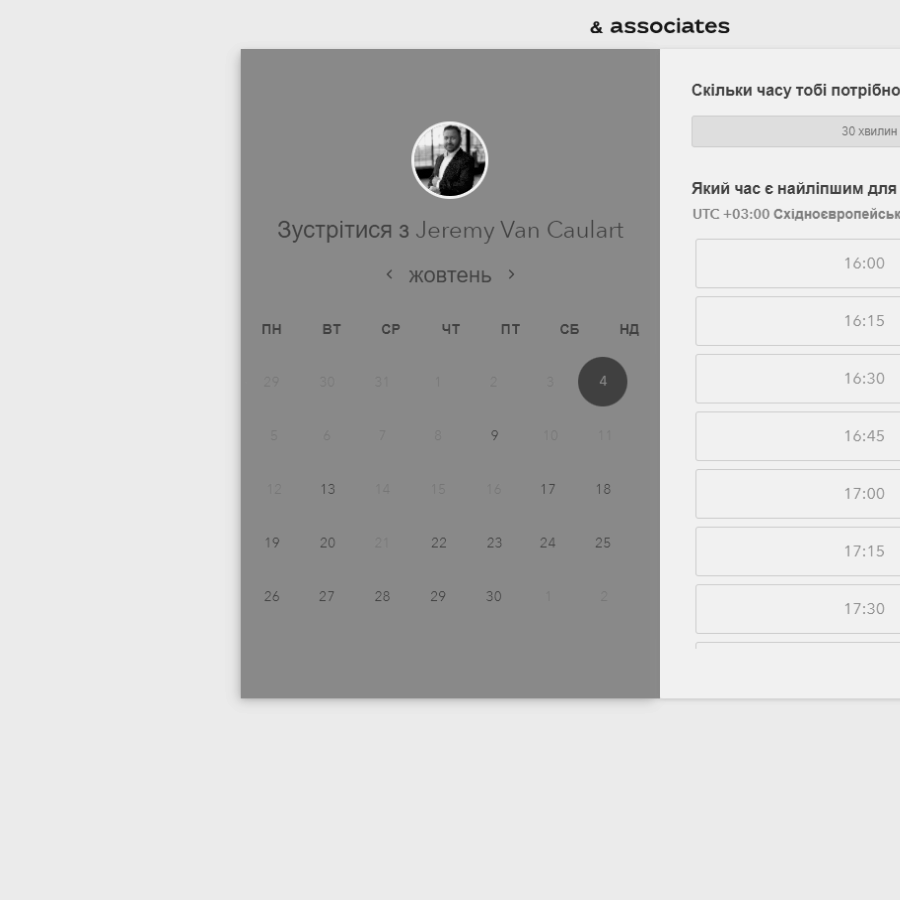 & associates
Зустрітися з Jeremy Van Caulart
жовтень
ПН ВТ СР ЧТ ПТ СБ НД
29 30 31 1 2 3 4
5 6 7 8 9 10 11
12 13 14 15 16 17 18
19 20 21 22 23 24 25
26 27 28 29 30 1 2
Скільки часу тобі потрібно
30 хвилин
Який час є найліпшим для
UTC +03:00
16:00
16:15
16:30
16:45
17:00
17:15
17:30